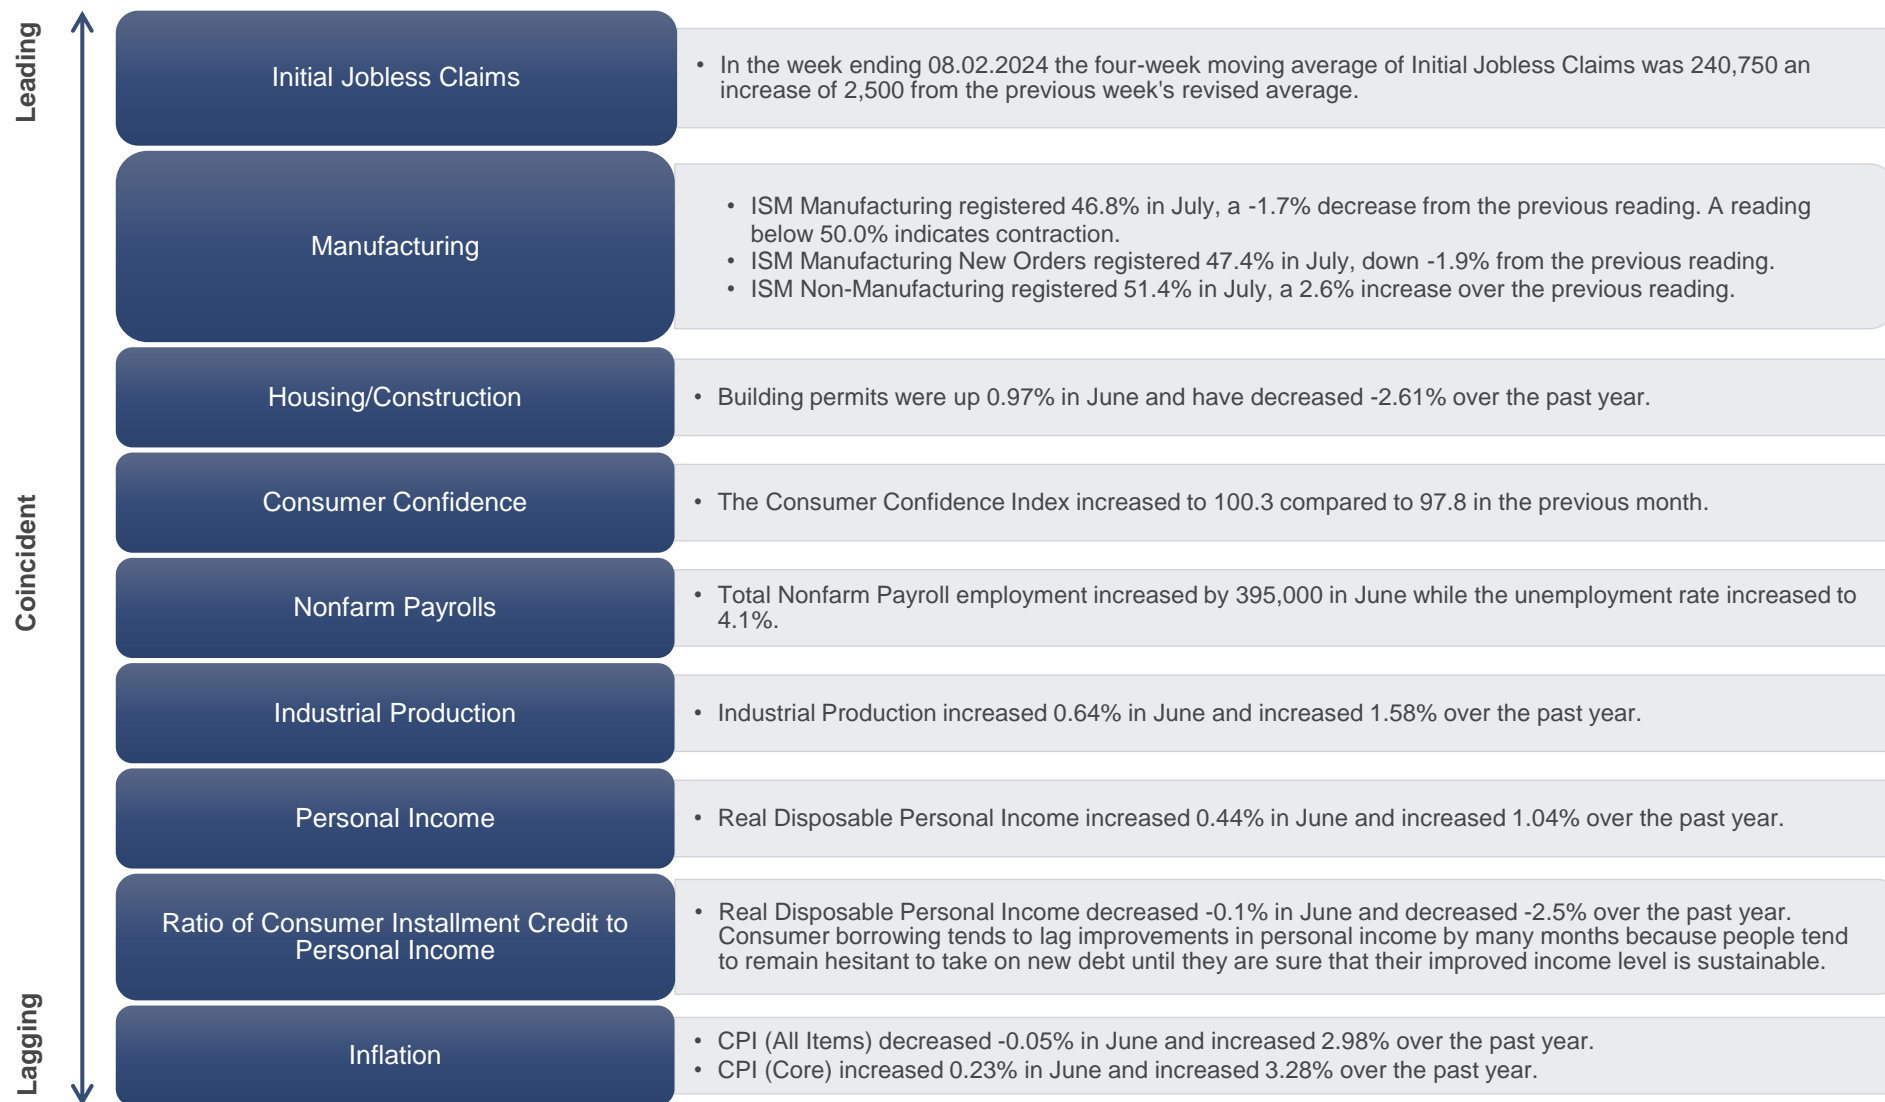 Leading
Initial Jobless Claims
• In the week ending 08.02.2024 the four-week moving average of Initial Jobless Claims was 240,750 an
increase of 2,500 from the previous week's revised average.
Manufacturing
• ISM Manufacturing registered 46.8% in July, a -1.7% decrease from the previous reading. A reading
below 50.0% indicates contraction.
• ISM Manufacturing New Orders registered 47.4% in July, down -1.9% from the previous reading.
• ISM Non-Manufacturing registered 51.4% in July, a 2.6% increase over the previous reading.
Housing/Construction
• Building permits were up 0.97% in June and have decreased -2.61% over the past year.
Coincident
Consumer Confidence
• The Consumer Confidence Index increased to 100.3 compared to 97.8 in the previous month.
Nonfarm Payrolls
• Total Nonfarm Payroll employment increased by 395,000 in June while the unemployment rate increased to
4.1%.
Industrial Production
• Industrial Production increased 0.64% in June and increased 1.58% over the past year.
Personal Income
• Real Disposable Personal Income increased 0.44% in June and increased 1.04% over the past year.
Ratio of Consumer Installment Credit to
Personal Income
• Real Disposable Personal Income decreased -0.1% in June and decreased -2.5% over the past year.
Consumer borrowing tends to lag improvements in personal income by many months because people tend
to remain hesitant to take on new debt until they are sure that their improved income level is sustainable.
Lagging
Inflation
• CPI (All Items) decreased -0.05% in June and increased 2.98% over the past year.
• CPI (Core) increased 0.23% in June and increased 3.28% over the past year.